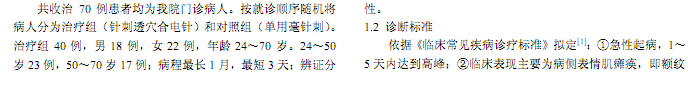 共收治 70 例患者均为我院门诊病人。按就诊顺序随机将
病人分为治疗组(针刺透穴合电针)和对照组(单用毫针刺)。
治疗组 40 例,男 18 例,女 22 例,年龄 24～70 岁。24～50
岁 23 例,50～70 岁 17 例;病程最长 1 月,最短 3 天;辨证分
性。
1.2 诊断标准
依据《临床常见疾病诊疗标准》拟定[1]:①急性起病,1～
5 天内达到高峰;②临床表现主要为病侧表情肌瘫痪,即额纹